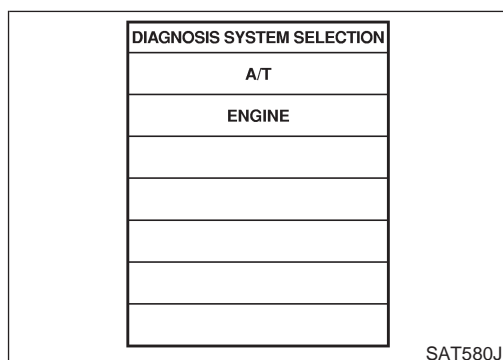 DIAGNOSIS SYSTEM SELECTION
A/T
ENGINE
SAT580J